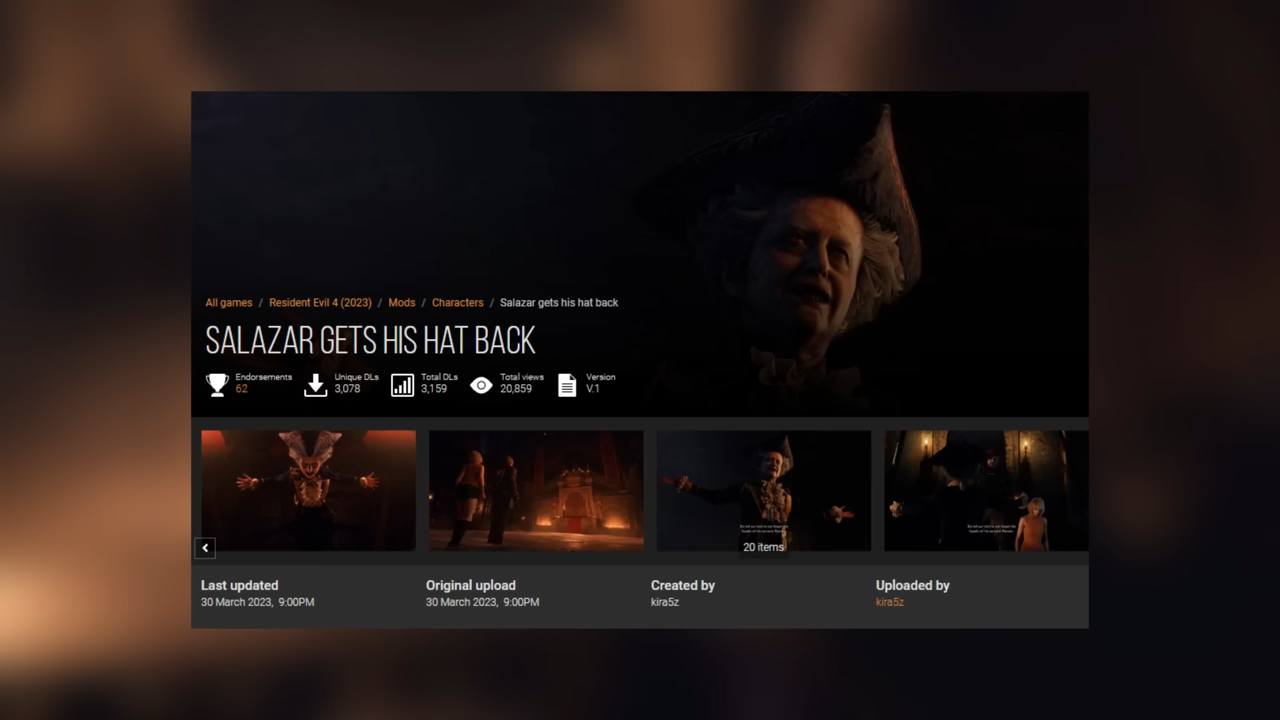 All games / Resident Evil 4 (2023) / Mods / Characters / Salazar gets his hat back
SALAZAR GETS HIS HAT BACK
Endorsements Unique DLs Total DLs Total views Version
62 3,078 3,159 20,859 V.1
20 items
Last updated Original upload Created by Uploaded by
30 March 2023, 9:00PM 30 March 2023, 9:00PM kira5z kira5z